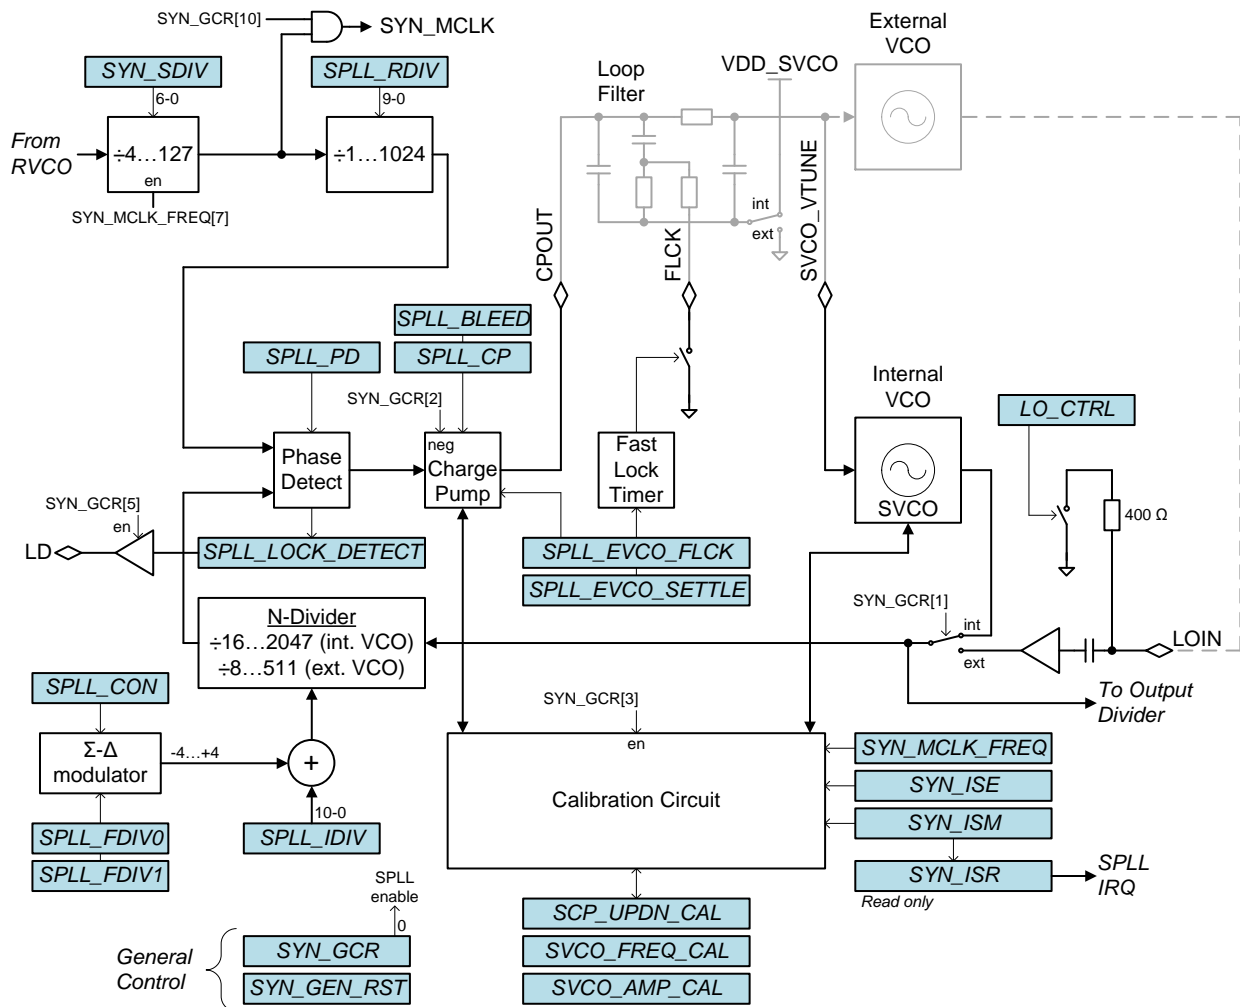 SYN_GCR[10]
SYN_MCLK
External
VCO
SYN_SDIV
SPLL_RDIV
Loop
Filter
VDD_SVCO
6-0
9-0
From
RVCO
÷4…127
en
÷1…1024
SYN_MCLK_FREQ[7]
int
ext
CPOUT
FLCK
SVCO_VTUNE
SPLL_BLEED
SPLL_PD
SPLL_CP
SYN_GCR[2]
Internal
VCO
LO_CTRL
Phase
Detect
neg
Charge
Pump
Fast
Lock
Timer
SVCO
400 Ω
SYN_GCR[5]
en
LD
SPLL_LOCK_DETECT
SPLL_EVCO_FLCK
SPLL_EVCO_SETTLE
SYN_GCR[1]
int
ext
LOIN
N-Divider
÷16…2047 (int. VCO)
÷8…511 (ext. VCO)
To Output
Divider
SPLL_CON
SYN_GCR[3]
en
Σ-Δ
modulator
-4…+4
+
Calibration Circuit
SYN_MCLK_FREQ
SYN_ISE
SYN_ISM
10-0
SPLL_FDIV0
SPLL_IDIV
SPLL_FDIV1
SYN_ISR
Read only
SPLL
IRQ
SPLL
enable
0
General
Control
SYN_GCR
SYN_GEN_RST
SCP_UPDN_CAL
SVCO_FREQ_CAL
SVCO_AMP_CAL